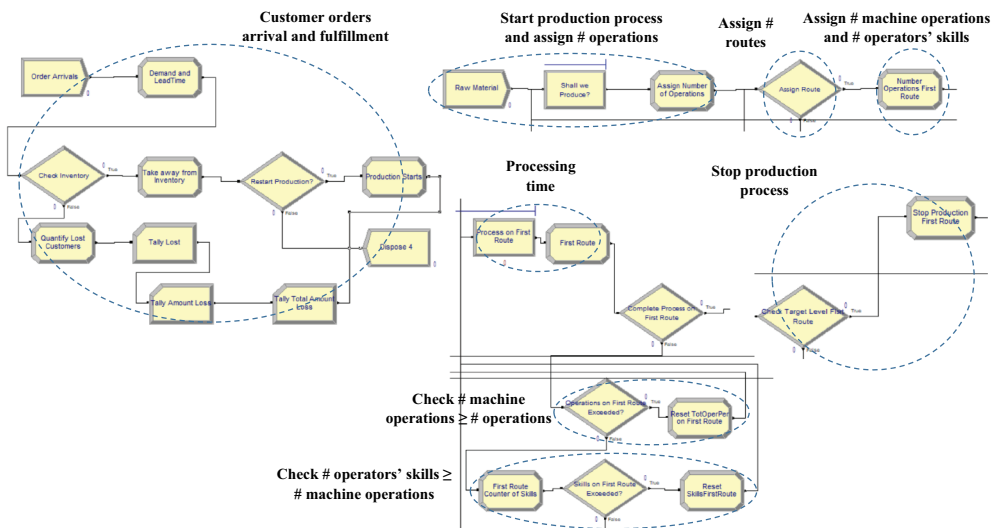 Customer orders
arrival and fulfillment
Order Arrivals
Demand and
LeadTime
Check Inventory
True
False
Take away from
Inventory
Restart Production?
True
False
Production Starts
Quantify Lost
Customers
Tally Lost
Dispose 4
Tally Amount Loss
Tally Total Amount
Loss
Start production process
and assign # operations
Raw Material
Shall we
Produce?
Assign Number
of Operations
Assign #
routes
Assign Route
True
False
Assign # machine operations
and # operators' skills
Number
Operations First
Route
Processing
time
Process on First
Route
First Route
Complete Process on
First Route
True
False
Stop production
process
Stop Production
First Route
Check Target Level First
Route
True
False
Check # machine
operations ≥ # operations
Operations on First Route
Exceeded?
True
False
Reset TotOperPer
on First Route
Check # operators' skills ≥
# machine operations
First Route
Counter of Skills
Skills on First Route
Exceeded?
True
False
Reset
SkillsFirstRoute